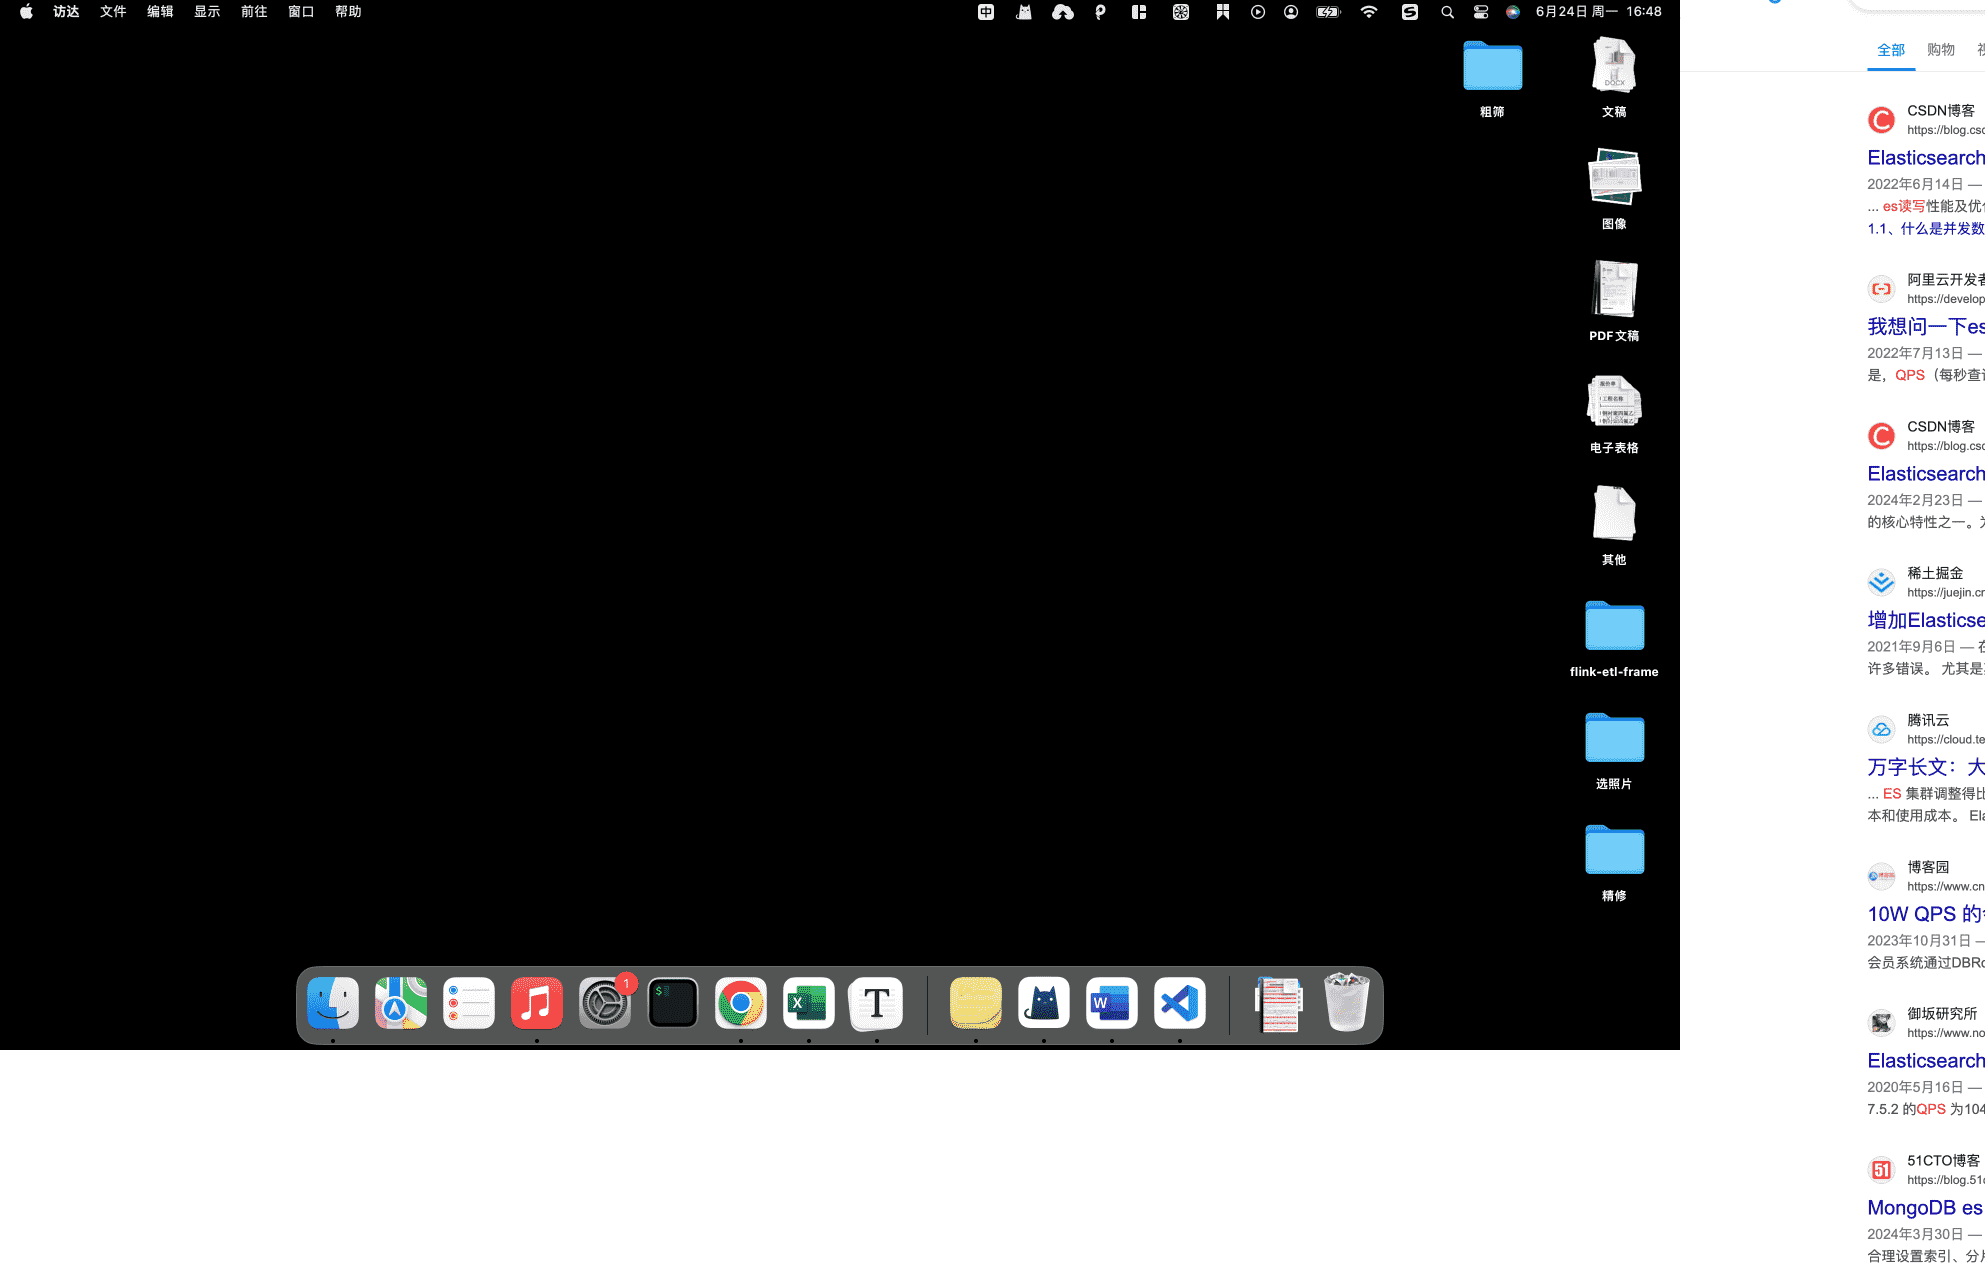 访达 文件 编辑 显示 前往 窗口 帮助
中 6月24日 周一 16:48
粗筛
文稿
图像
PDF文稿
电子表格
其他
flink-etl-frame
选照片
精修
1
全部 购物
CSDN博客
https://blog.csd
Elasticsearch
2022年6月14日 —
... es读写性能及优化
1.1、什么是并发数
阿里云开发者
https://develop
我想问一下es
2022年7月13日 —
是，QPS（每秒查询
CSDN博客
https://blog.csd
Elasticsearch
2024年2月23日 —
的核心特性之一。为
稀土掘金
https://juejin.cn
增加Elasticse
2021年9月6日 — 在
许多错误。 尤其是
腾讯云
https://cloud.te
万字长文：大
... ES 集群调整得比
本和使用成本。 Ela
博客园
https://www.cn
10W QPS 的
2023年10月31日 —
会员系统通过DBRo
御坂研究所
https://www.no
Elasticsearch
2020年5月16日 —
7.5.2 的QPS 为104
51CTO博客
https://blog.51c
MongoDB es
2024年3月30日 —
合理设置索引、分片